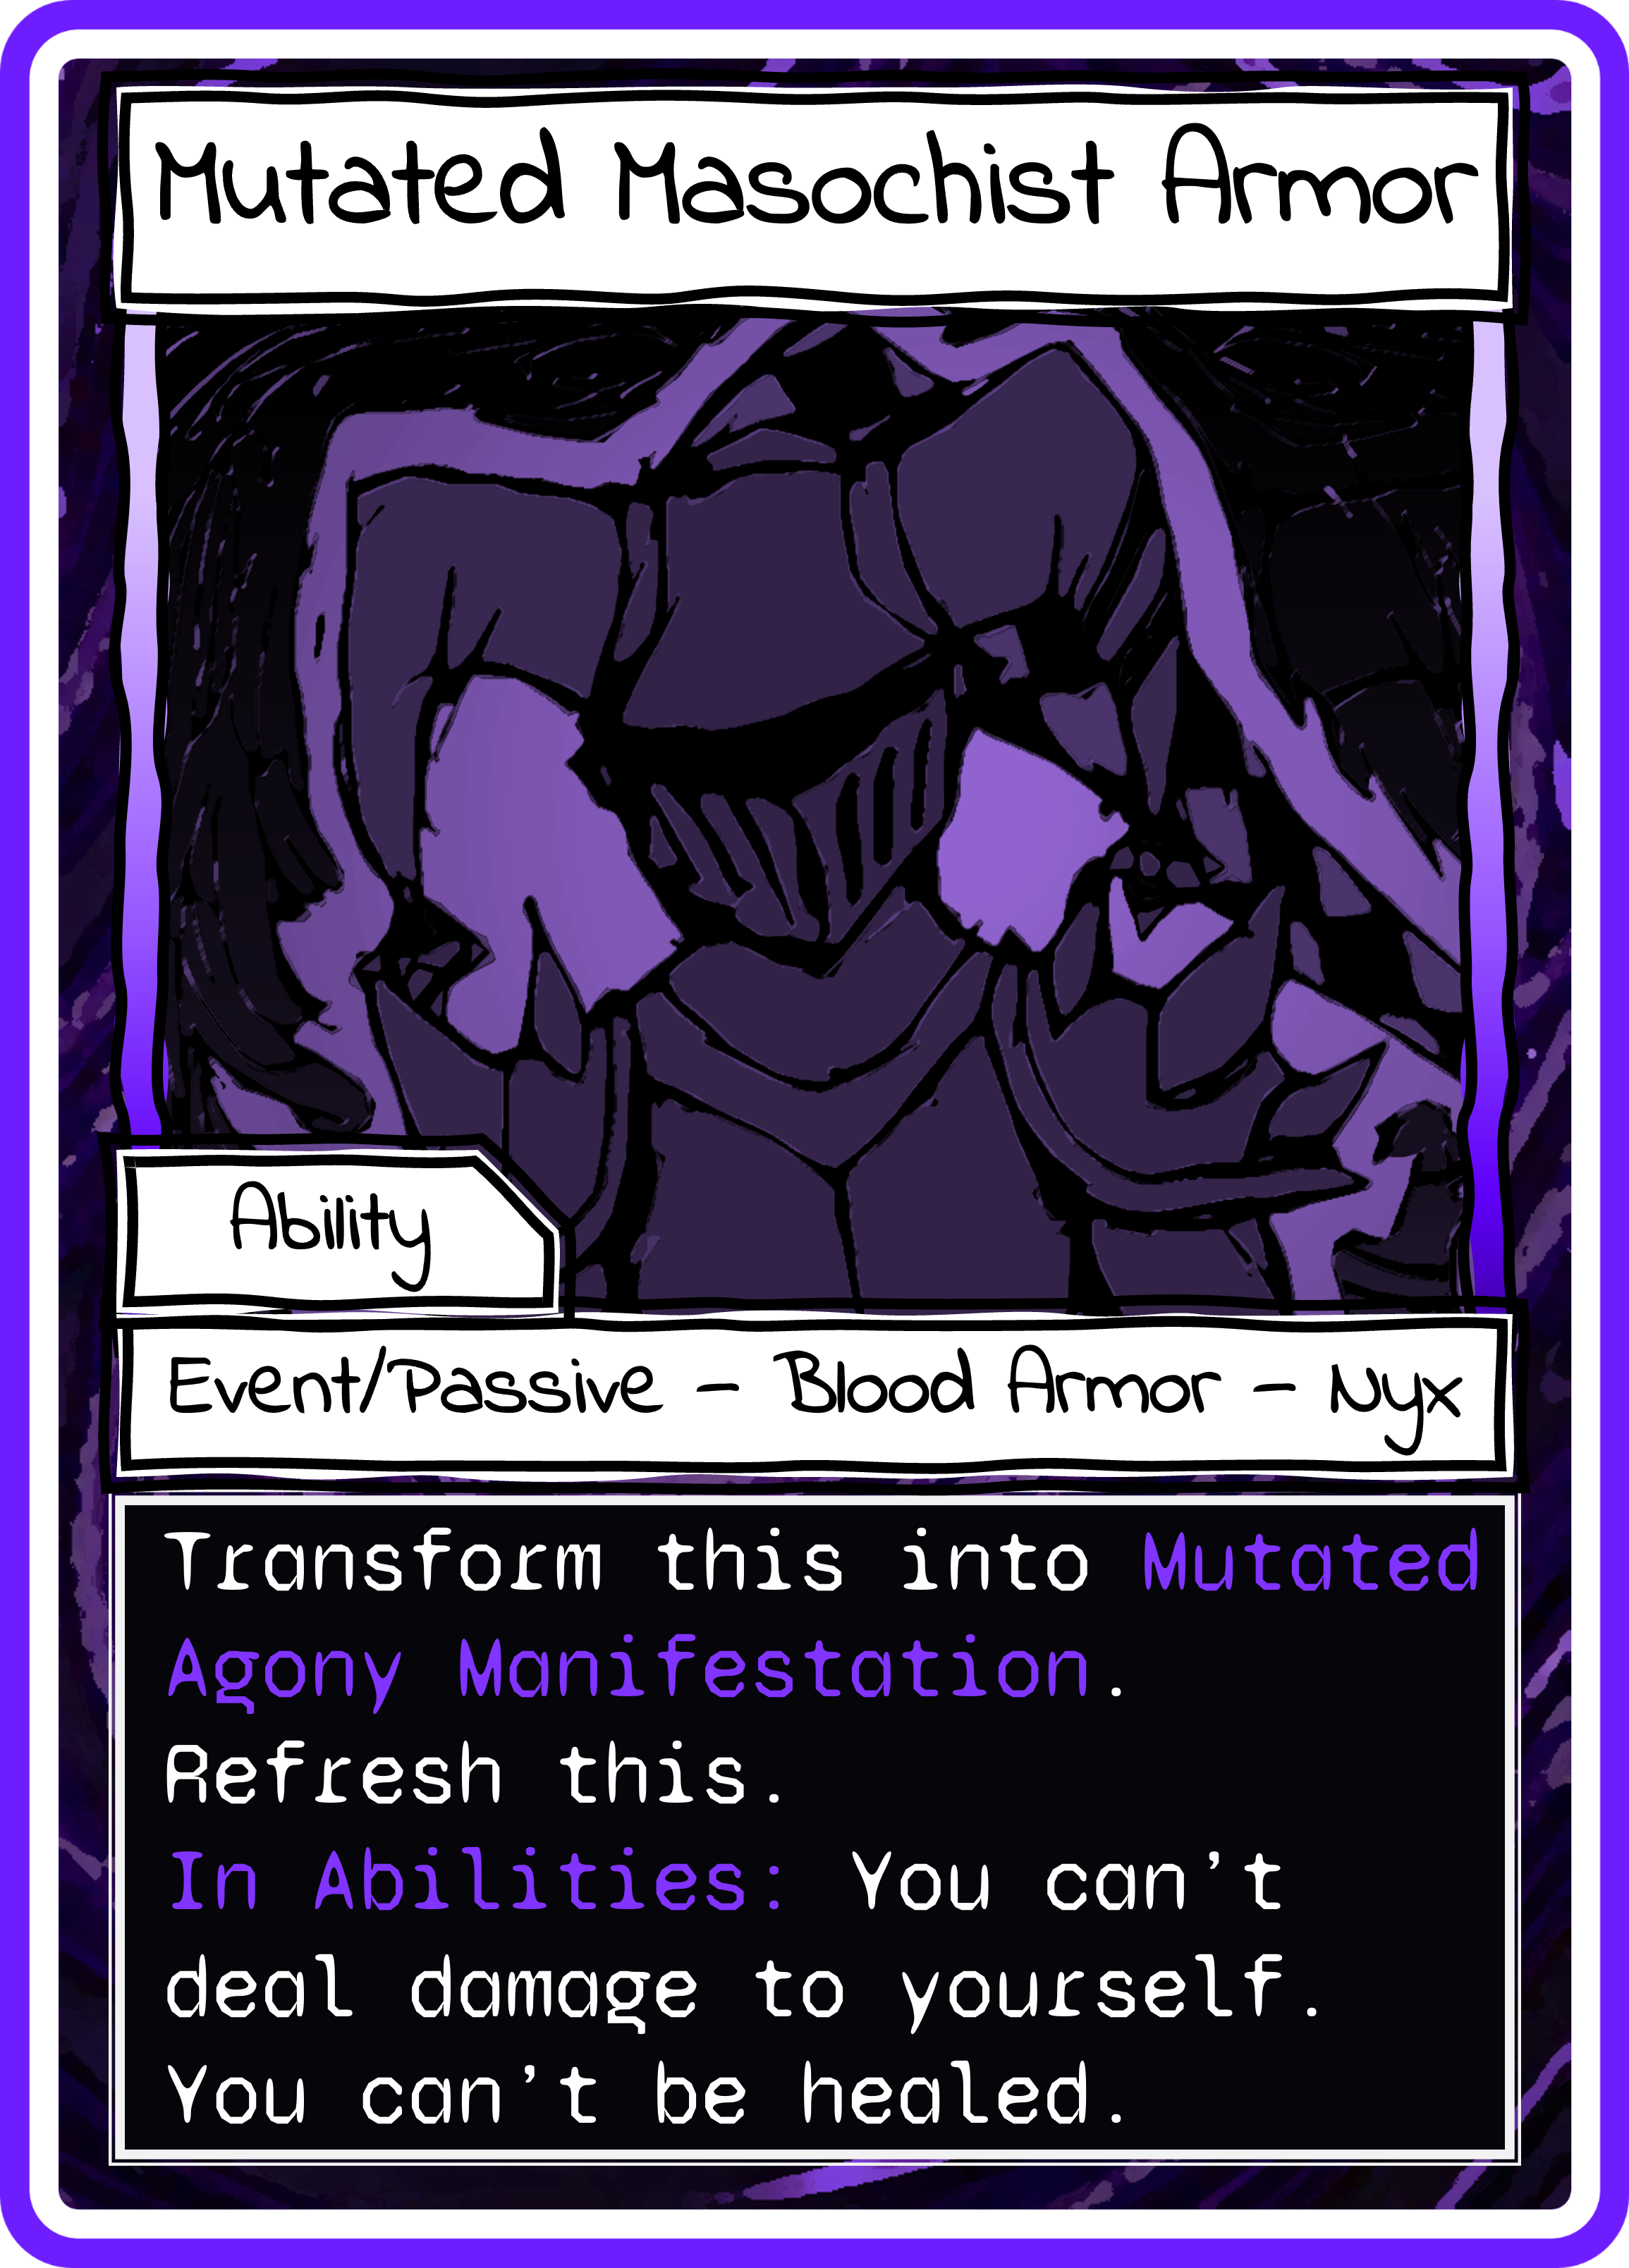 Mutated Masochist Armor
Ability
Event/Passive - Blood Armor - Nyx
Transform this into Mutated
Agony Manifestation.
Refresh this.
In Abilities: You can't
deal damage to yourself.
You can't be healed.